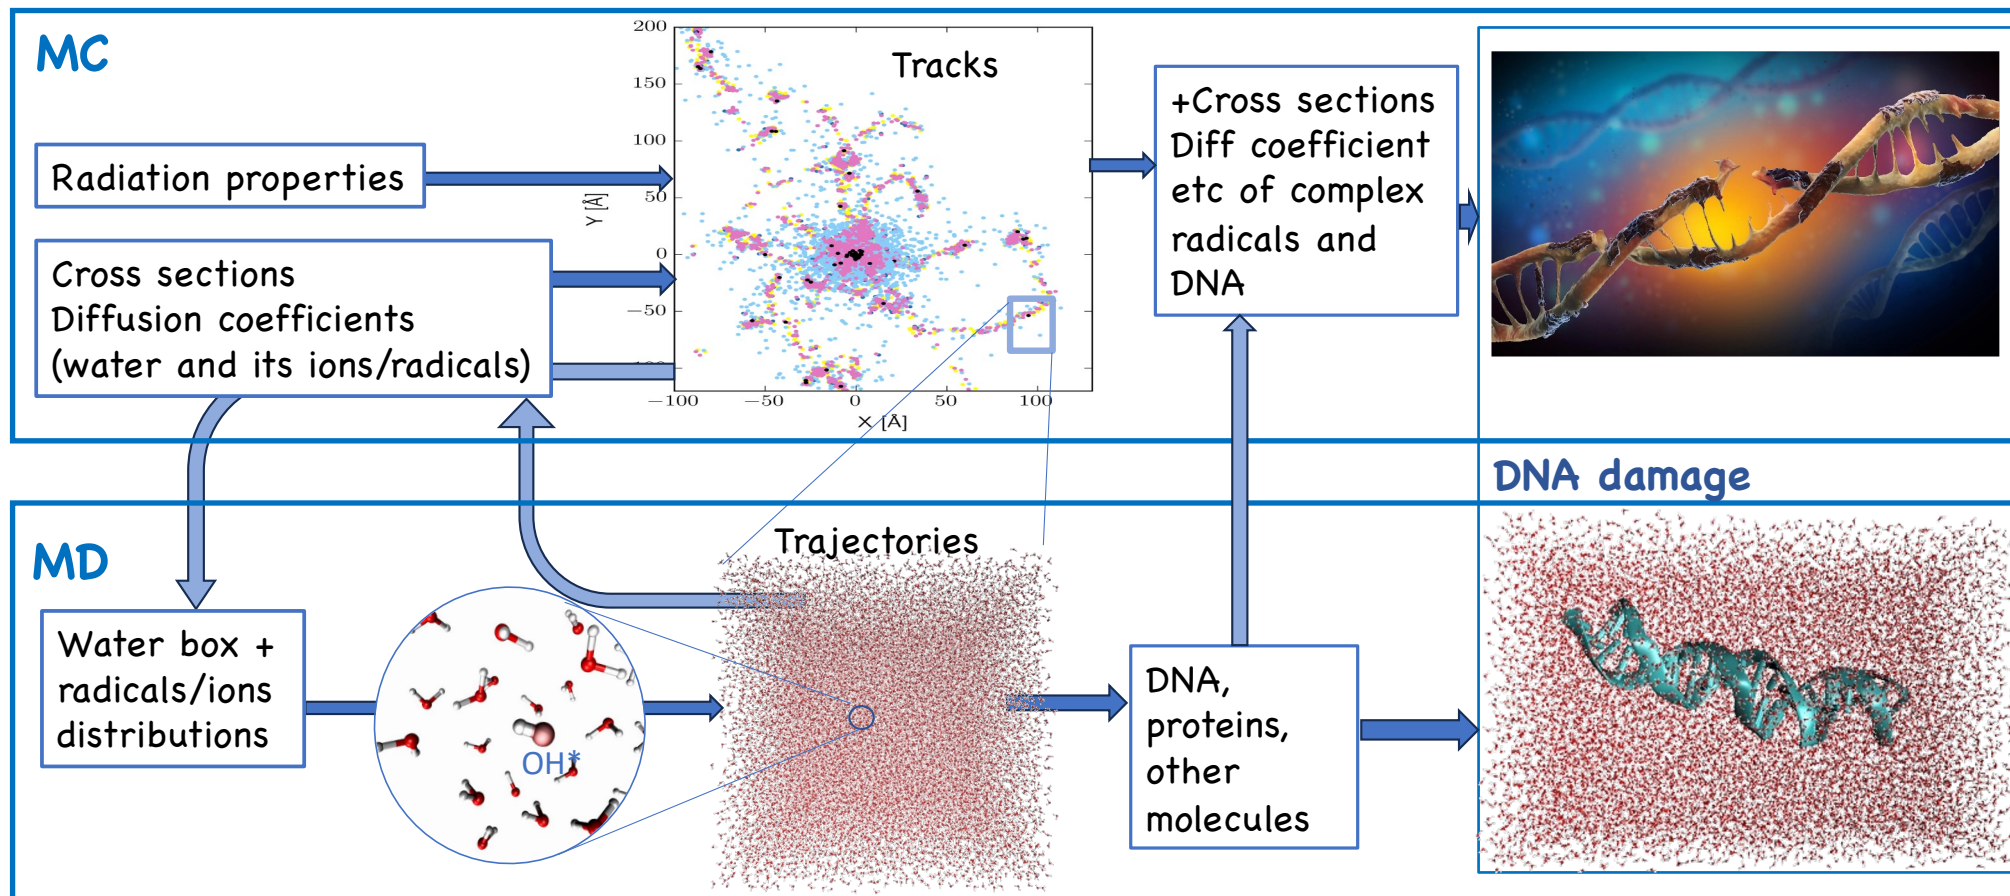 MC
Radiation properties
Cross sections
Diffusion coefficients
(water and its ions/radicals)
Tracks
200
150
100
50
0
−50
−100
−50
0
50
100
Y [Å]
X [Å]
+Cross sections
Diff coefficient
etc of complex
radicals and
DNA
DNA damage
MD
Water box +
radicals/ions
distributions
OH*
Trajectories
DNA,
proteins,
other
molecules